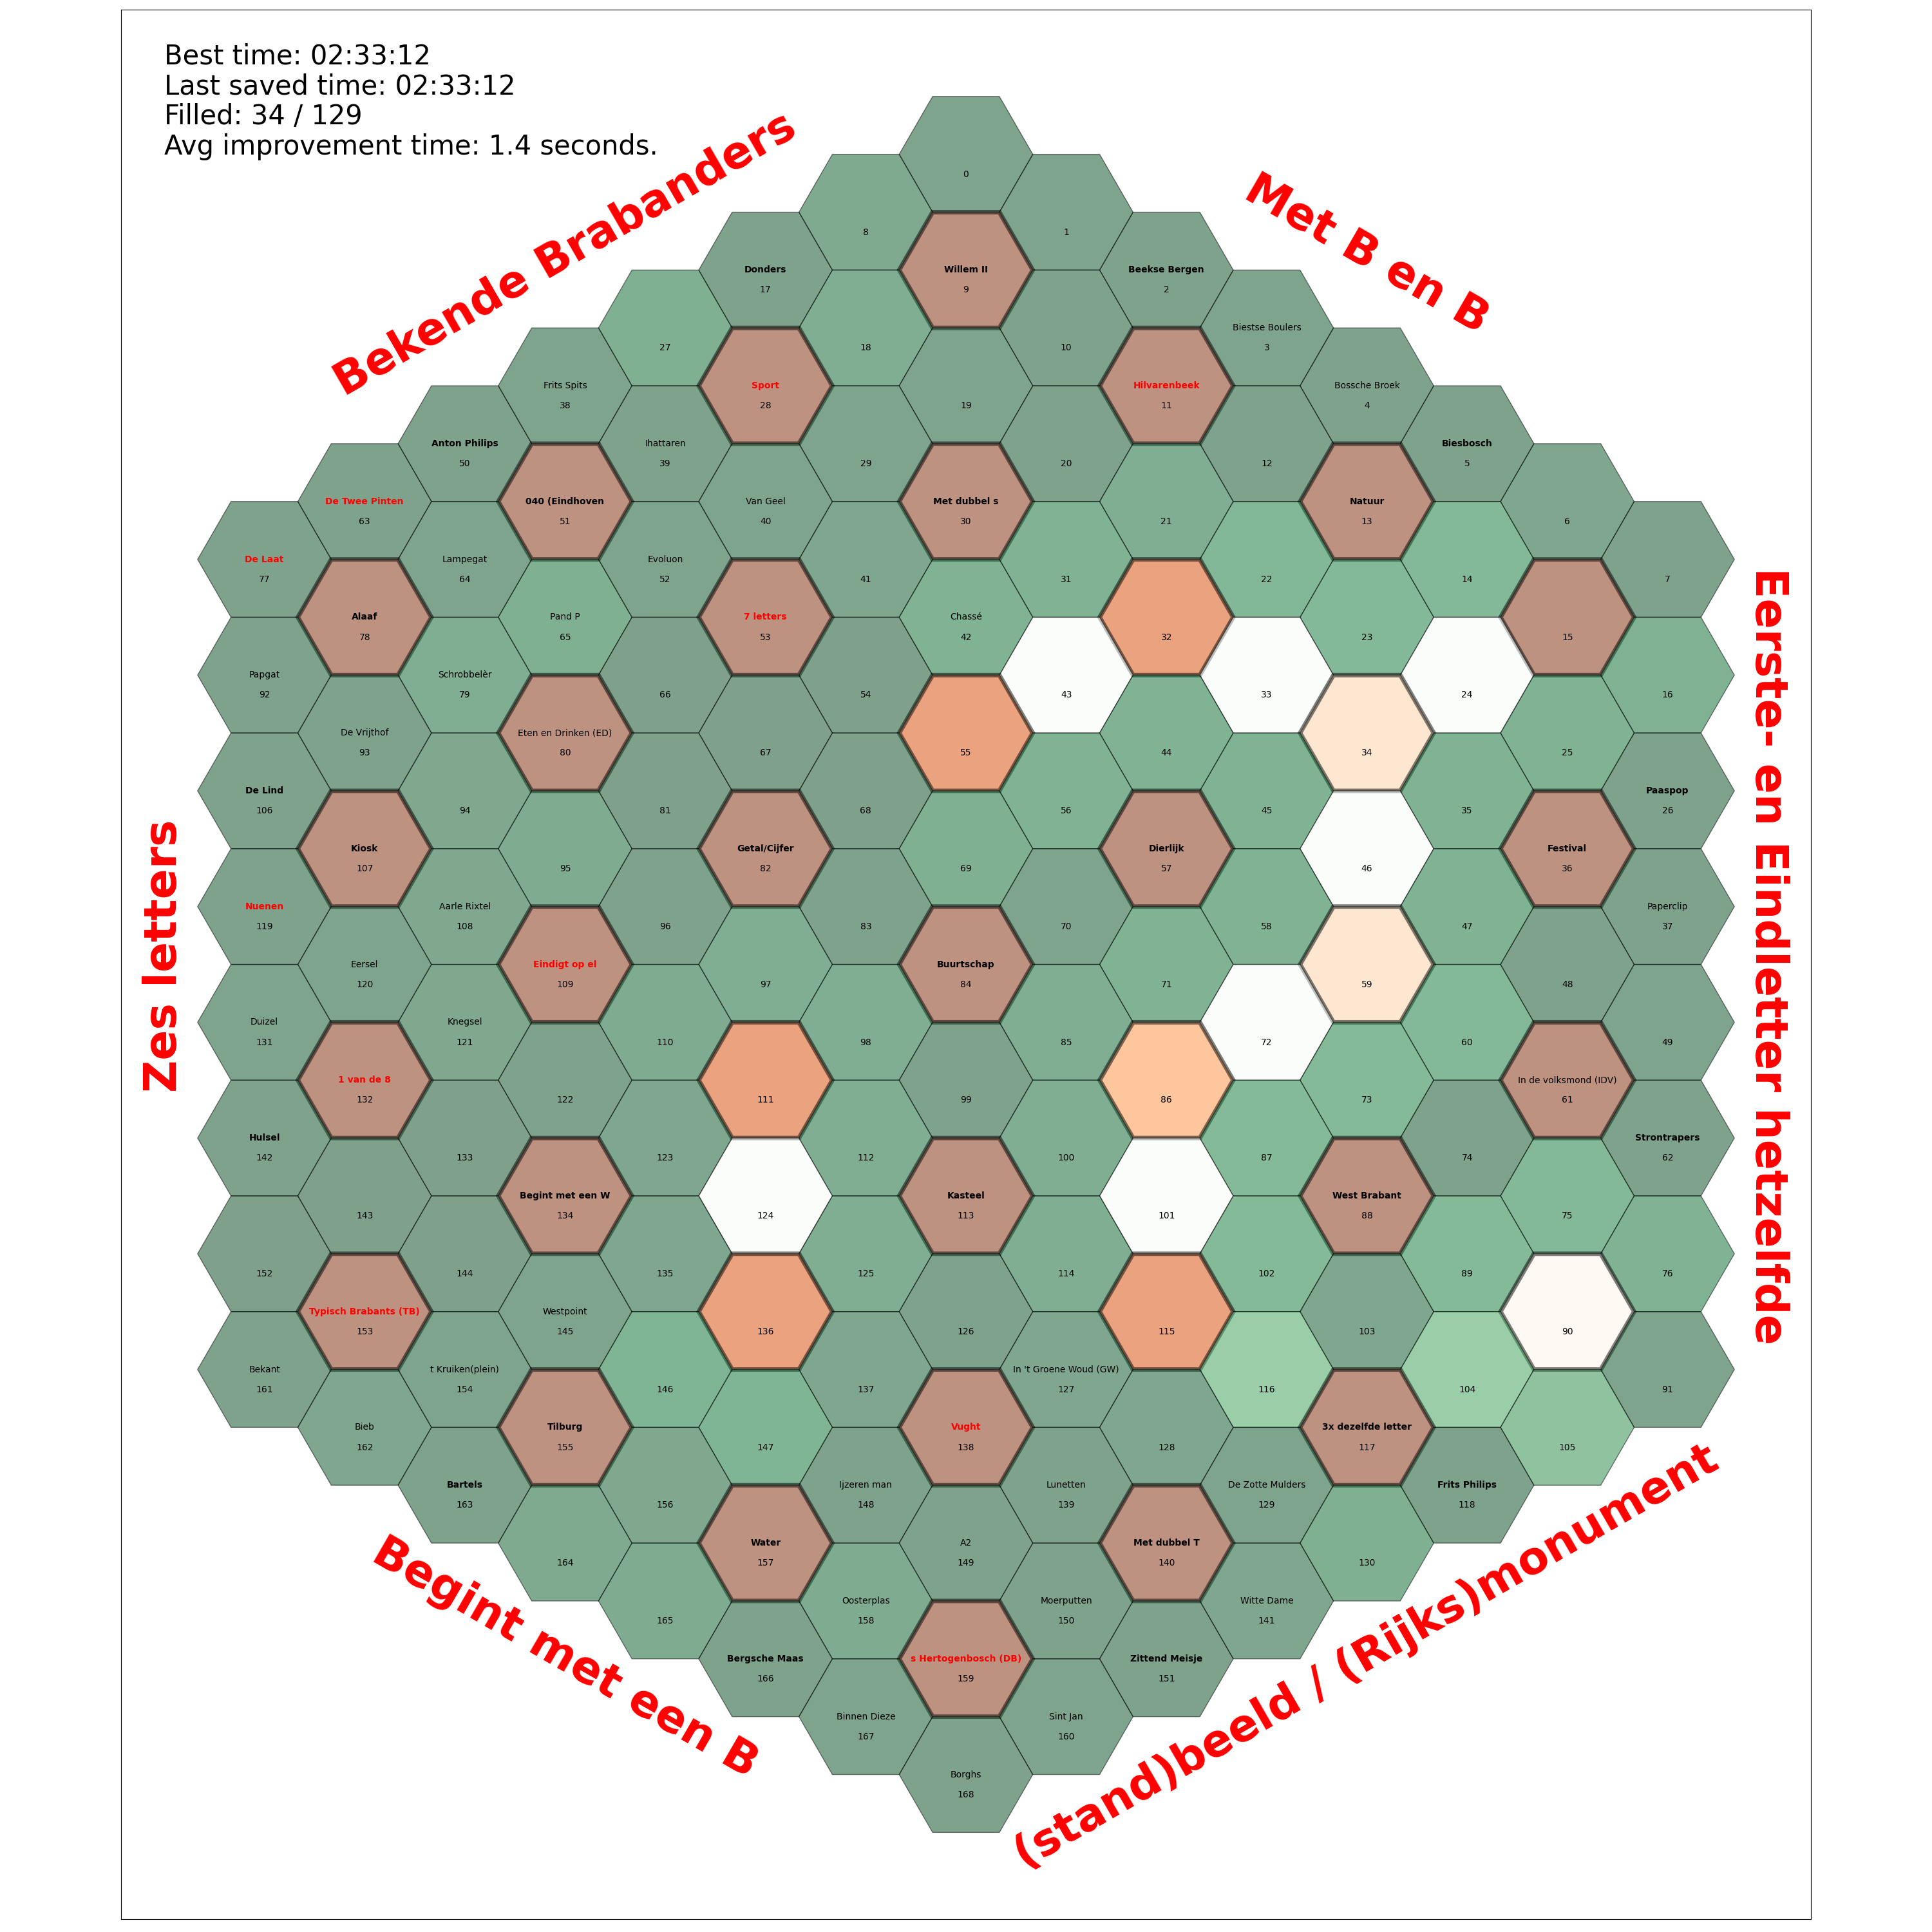 Best time: 02:33:12
Last saved time: 02:33:12
Filled: 34 / 129
Avg improvement time: 1.4 seconds.
Bekende Brabanders
Met B en B
Eerste- en Eindletter hetzelfde
(stand)beeld / (Rijks)monument
Begint met een B
Zes letters
0
8
1
Donders
17
Willem II
9
Beekse Bergen
2
27
18
10
Biestse Boulers
3
Frits Spits
38
Sport
28
19
Hilvarenbeek
11
Bossche Broek
4
Anton Philips
50
Ihattaren
39
29
20
12
Biesbosch
5
De Twee Pinten
63
040 (Eindhoven
51
Van Geel
40
Met dubbel s
30
21
Natuur
13
6
De Laat
77
Lampegat
64
Evoluon
52
41
31
22
14
7
Alaaf
78
Pand P
65
7 letters
53
Chassé
42
32
23
15
Papgat
92
Schrobbelèr
79
66
54
43
33
24
16
De Vrijthof
93
Eten en Drinken (ED)
80
67
55
44
34
25
De Lind
106
94
81
68
56
45
35
Paaspop
26
Kiosk
107
95
Getal/Cijfer
82
69
Dierlijk
57
46
Festival
36
Nuenen
119
Aarle Rixtel
108
96
83
70
58
47
Paperclip
37
Eersel
120
Eindigt op el
109
97
Buurtschap
84
71
59
48
Duizel
131
Knegsel
121
110
98
85
72
60
49
1 van de 8
132
122
111
99
86
73
In de volksmond (IDV)
61
Hulsel
142
133
123
112
100
87
74
Strontrapers
62
143
Begint met een W
134
124
Kasteel
113
101
West Brabant
88
75
152
144
135
125
114
102
89
76
Typisch Brabants (TB)
153
Westpoint
145
136
126
115
103
90
Bekant
161
t Kruiken(plein)
154
146
137
In 't Groene Woud (GW)
127
116
104
91
Bieb
162
Tilburg
155
147
Vught
138
128
3x dezelfde letter
117
105
Bartels
163
156
Ijzeren man
148
Lunetten
139
De Zotte Mulders
129
Frits Philips
118
164
Water
157
A2
149
Met dubbel T
140
130
165
Oosterplas
158
Moerputten
150
Witte Dame
141
Bergsche Maas
166
s Hertogenbosch (DB)
159
Zittend Meisje
151
Binnen Dieze
167
Sint Jan
160
Borghs
168